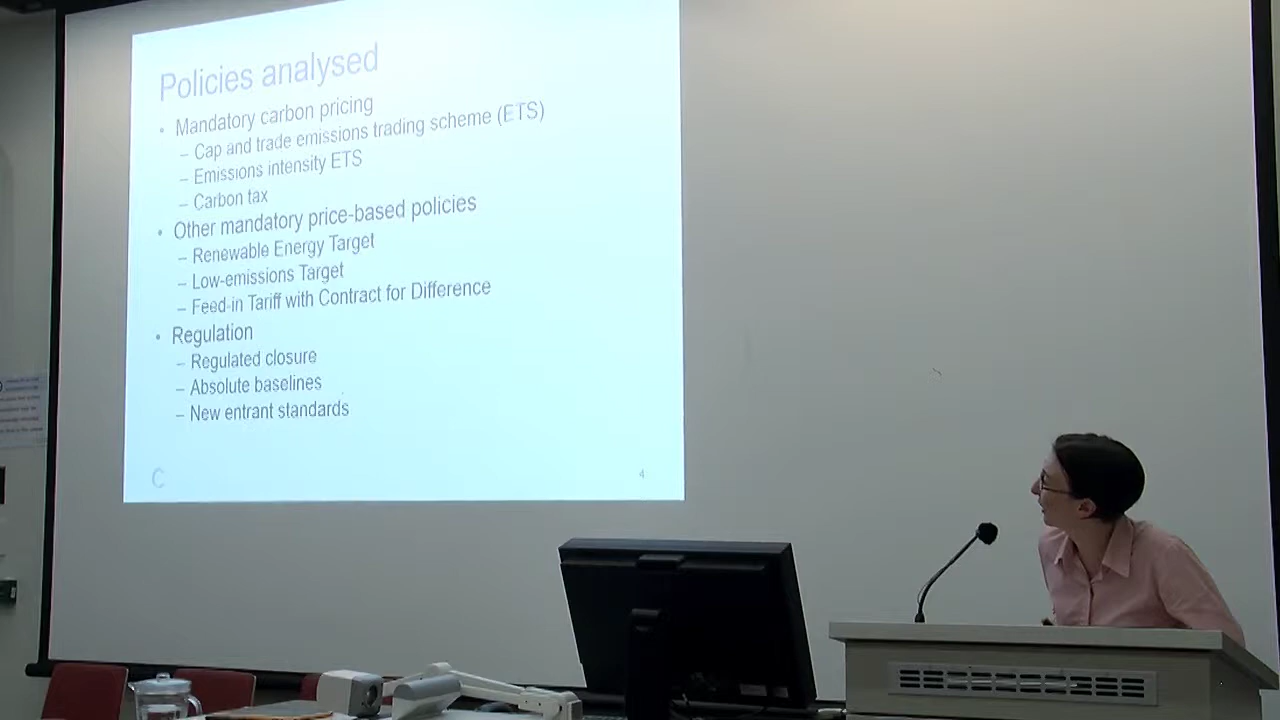 Policies analysed
• Mandatory carbon pricing
– Cap and trade emissions trading scheme (ETS)
– Emissions intensity ETS
– Carbon tax
• Other mandatory price-based policies
– Renewable Energy Target
– Low-emissions Target
– Feed-in Tariff with Contract for Difference
• Regulation
– Regulated closure
– Absolute baselines
– New entrant standards
C
4